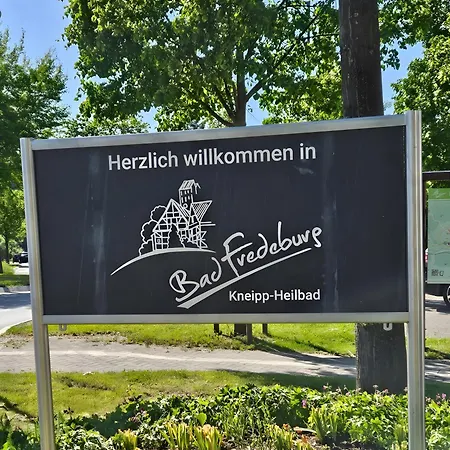 Herzlich willkommen in
Bad Fredeburg
Kneipp-Heilbad